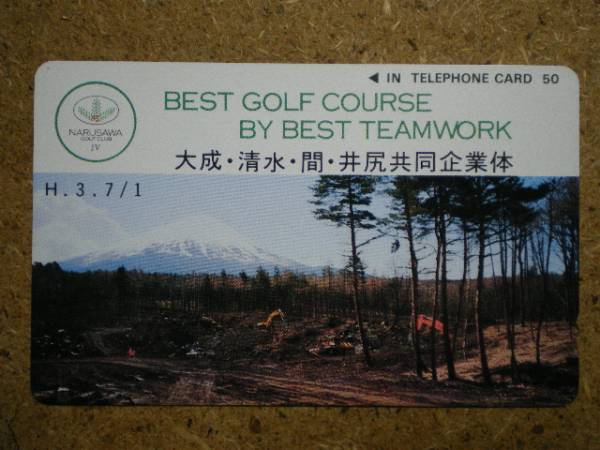 ◀ IN TELEPHONE CARD 50
BEST GOLF COURSE
BY BEST TEAMWORK
NARUSAWA
GOLF CLUB
JV
大成・清水・間・井尻共同企業体
H.3.7/1